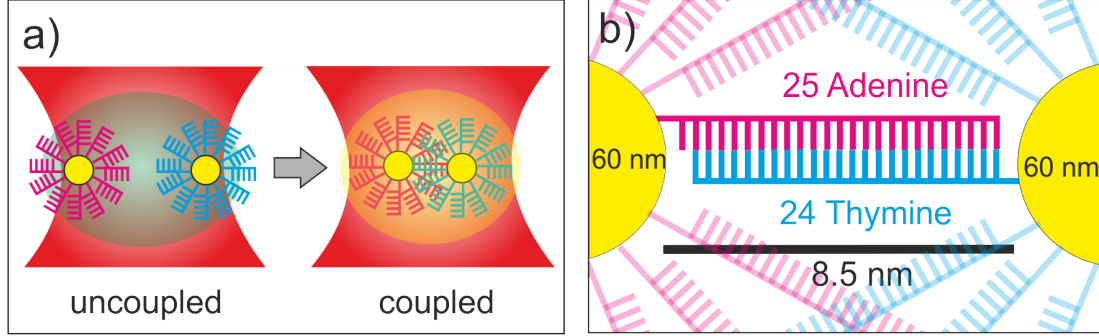 a)
uncoupled
coupled
b)
25 Adenine
60 nm
60 nm
24 Thymine
8.5 nm